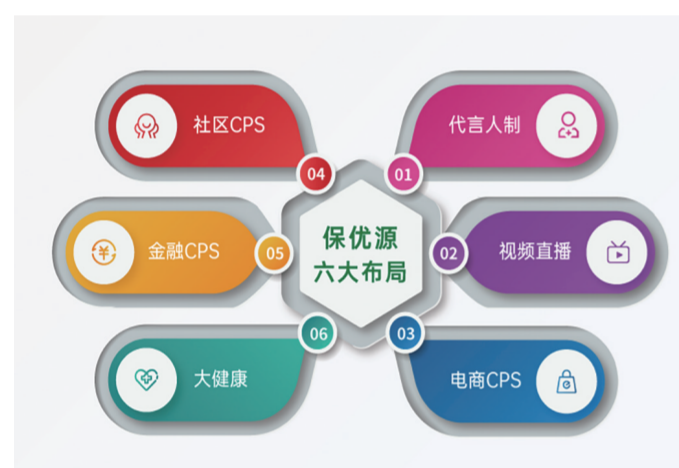 保优源
六大布局
01
代言人制
02
视频直播
03
电商CPS
04
社区CPS
05
金融CPS
06
大健康